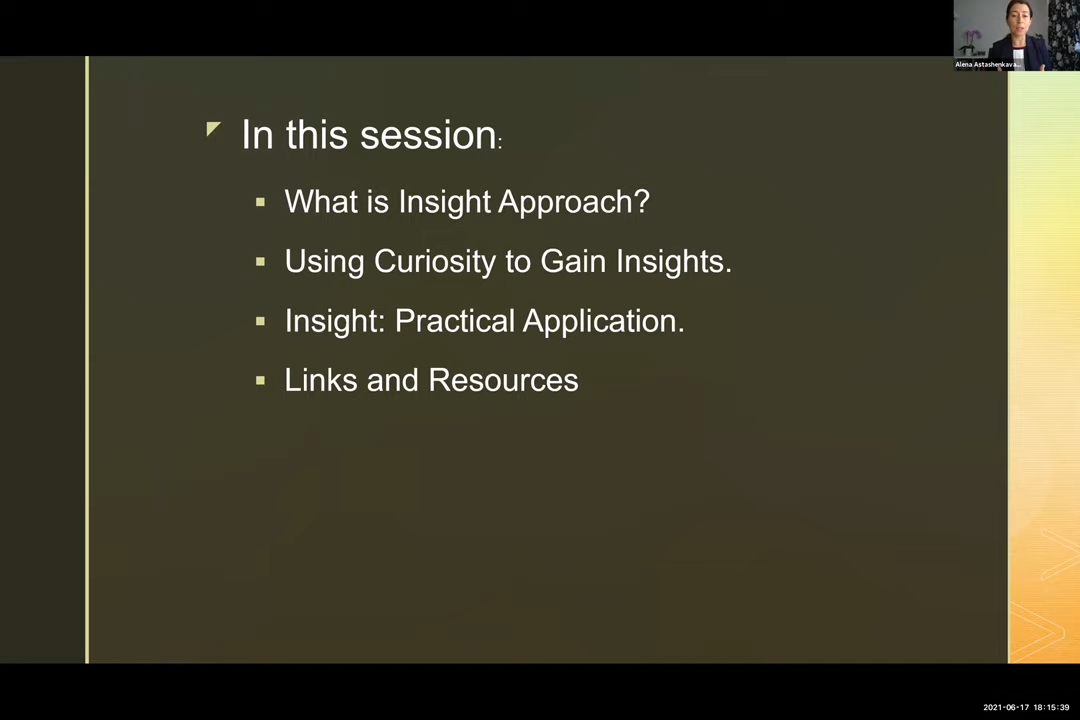 Alena Astashenkava...
In this session:
What is Insight Approach?
Using Curiosity to Gain Insights.
Insight: Practical Application.
Links and Resources
2021-06-17 18:15:39